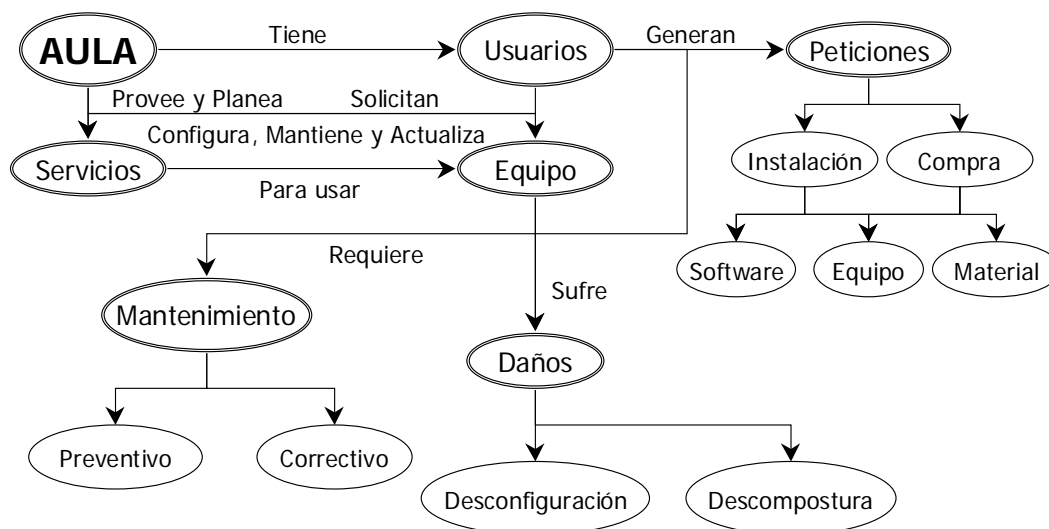 AULA
Tiene
Usuarios
Generan
Peticiones
Provee y Planea
Solicitan
Configura, Mantiene y Actualiza
Servicios
Para usar
Equipo
Instalación
Compra
Requiere
Software
Equipo
Material
Mantenimiento
Sufre
Daños
Preventivo
Correctivo
Desconfiguración
Descompostura